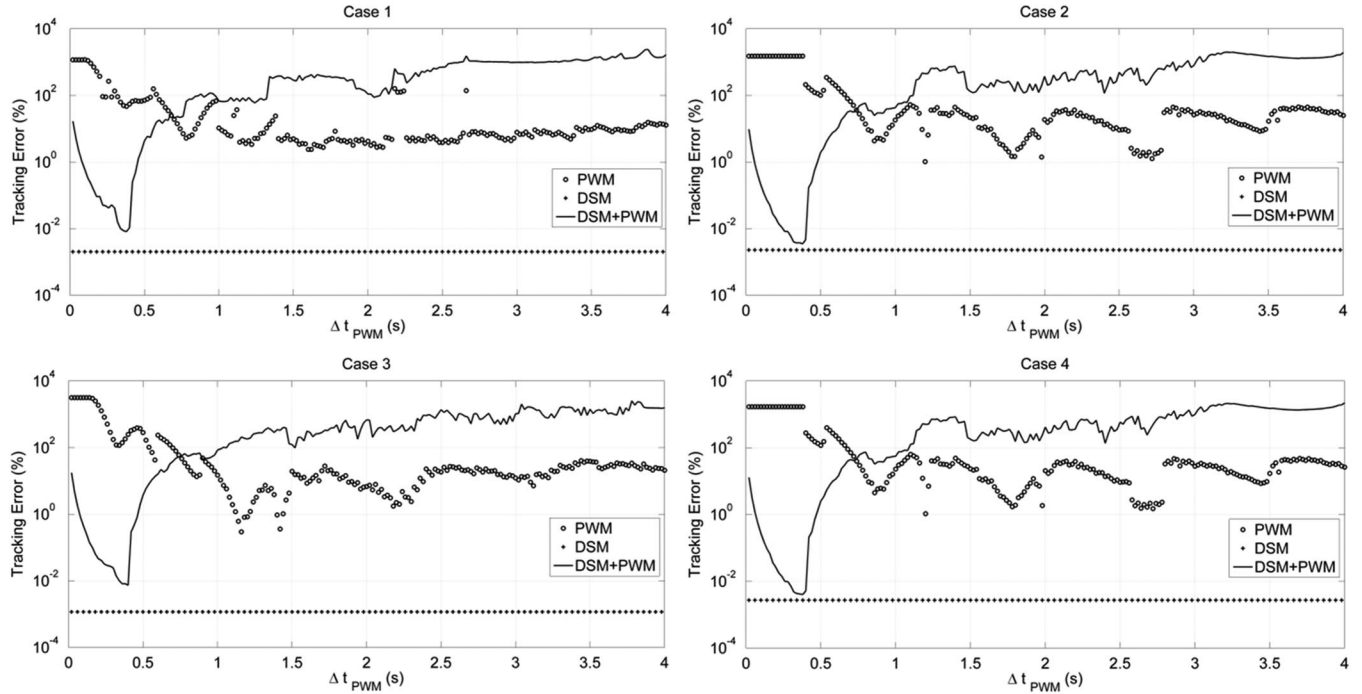 Case 1
Tracking Error (%)
10^4
10^2
10^0
10^-2
10^-4
PWM
DSM
DSM+PWM
0 0.5 1 1.5 2 2.5 3 3.5 4
Δ t PWM (s)
Case 2
Tracking Error (%)
10^4
10^2
10^0
10^-2
10^-4
PWM
DSM
DSM+PWM
0 0.5 1 1.5 2 2.5 3 3.5 4
Δ t PWM (s)
Case 3
Tracking Error (%)
10^4
10^2
10^0
10^-2
10^-4
PWM
DSM
DSM+PWM
0 0.5 1 1.5 2 2.5 3 3.5 4
Δ t PWM (s)
Case 4
Tracking Error (%)
10^4
10^2
10^0
10^-2
10^-4
PWM
DSM
DSM+PWM
0 0.5 1 1.5 2 2.5 3 3.5 4
Δ t PWM (s)